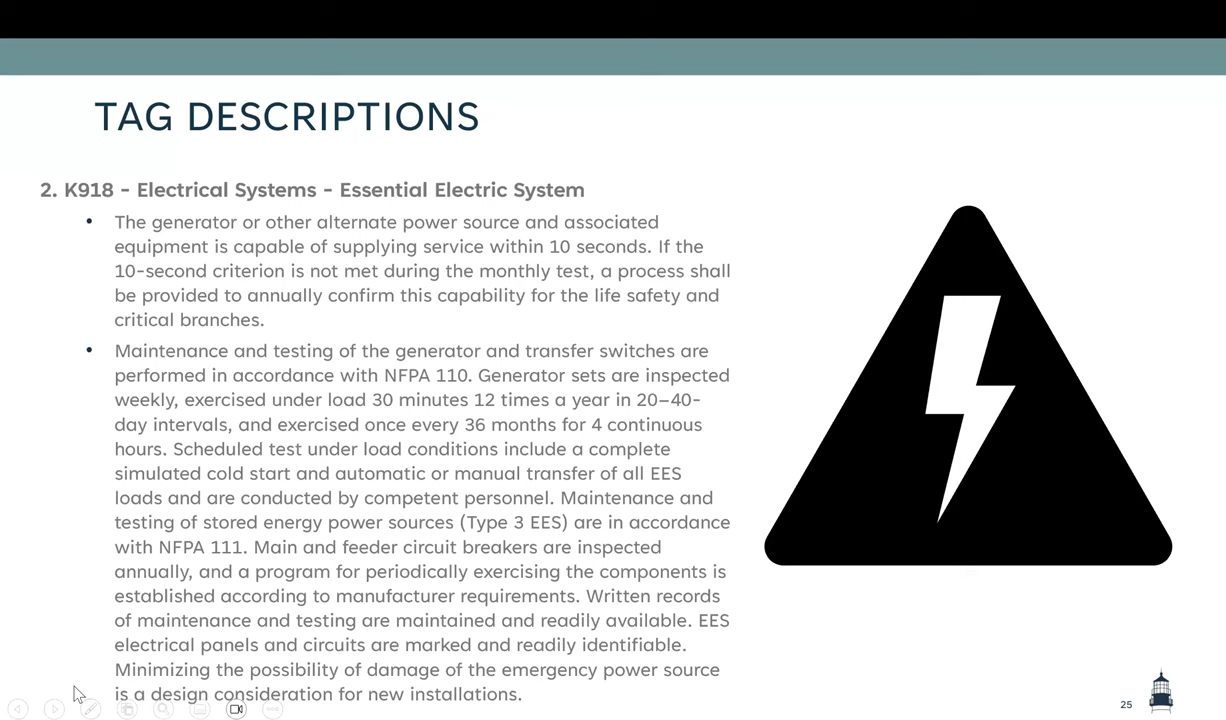 TAG DESCRIPTIONS
2. K918 - Electrical Systems - Essential Electric System
• The generator or other alternate power source and associated
equipment is capable of supplying service within 10 seconds. If the
10-second criterion is not met during the monthly test, a process shall
be provided to annually confirm this capability for the life safety and
critical branches.
• Maintenance and testing of the generator and transfer switches are
performed in accordance with NFPA 110. Generator sets are inspected
weekly, exercised under load 30 minutes 12 times a year in 20–40-
day intervals, and exercised once every 36 months for 4 continuous
hours. Scheduled test under load conditions include a complete
simulated cold start and automatic or manual transfer of all EES
loads and are conducted by competent personnel. Maintenance and
testing of stored energy power sources (Type 3 EES) are in accordance
with NFPA 111. Main and feeder circuit breakers are inspected
annually, and a program for periodically exercising the components is
established according to manufacturer requirements. Written records
of maintenance and testing are maintained and readily available. EES
electrical panels and circuits are marked and readily identifiable.
Minimizing the possibility of damage of the emergency power source
is a design consideration for new installations.
25